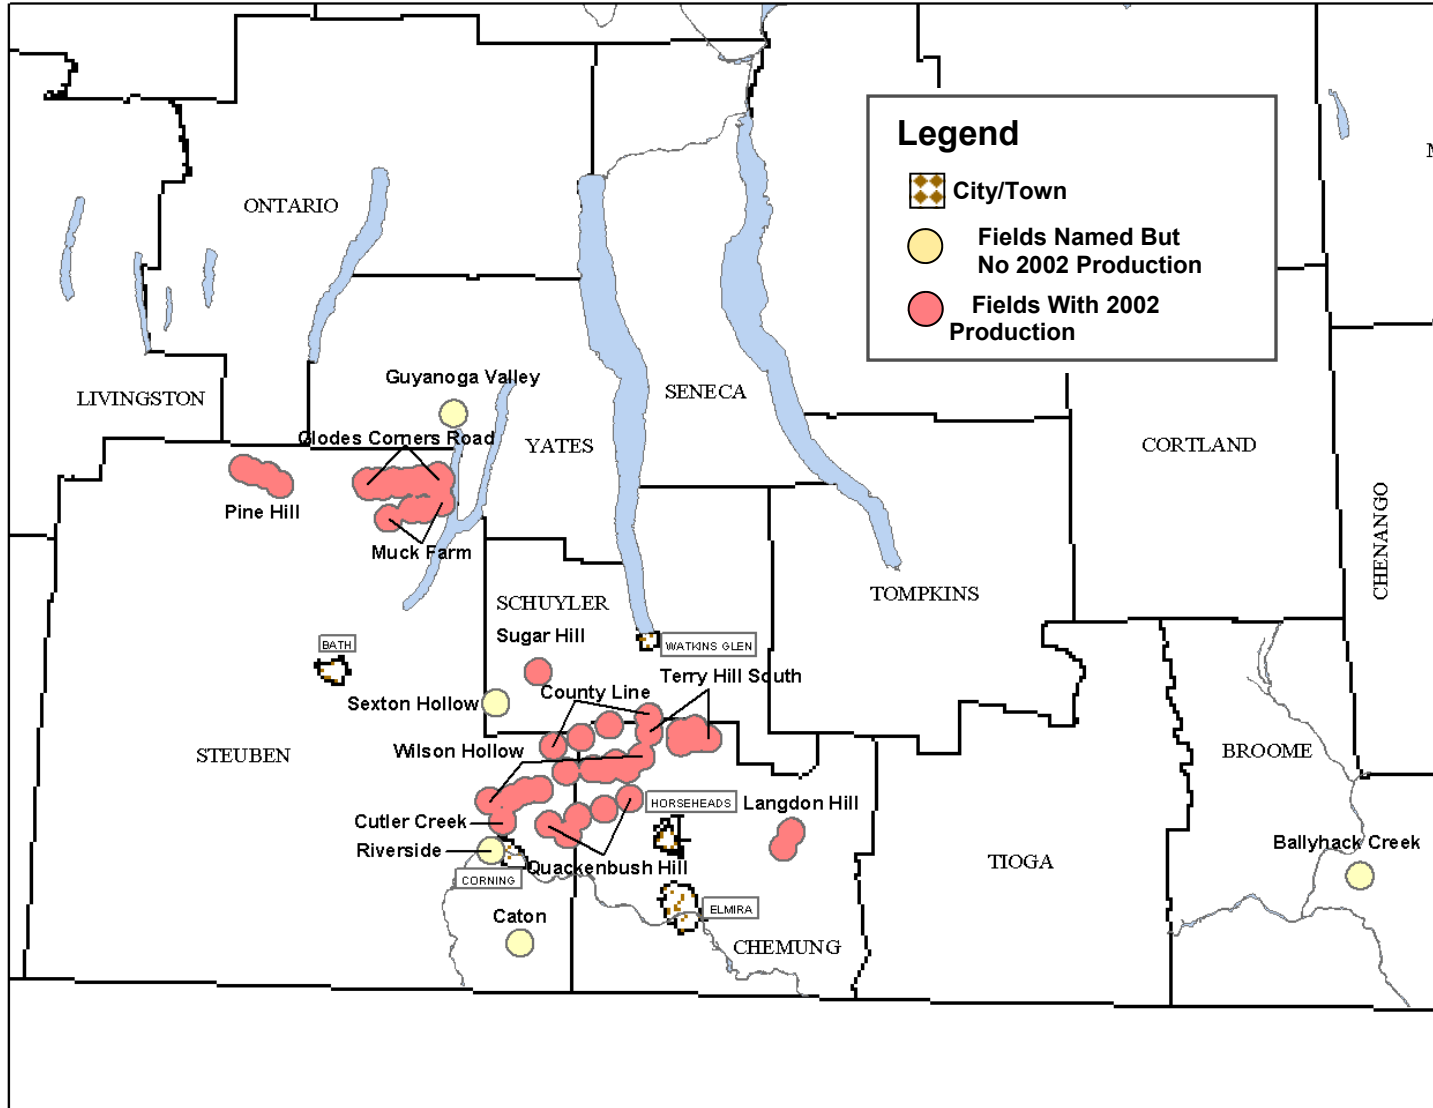 Legend
City/Town
Fields Named But
No 2002 Production
Fields With 2002
Production
M
ONTARIO
LIVINGSTON
Guyanoga Valley
SENECA
Glodes Corners Road
YATES
CORTLAND
Pine Hill
CHENANGO
Muck Farm
SCHUYLER
TOMPKINS
Sugar Hill
BATH
WATKINS GLEN
Terry Hill South
County Line
Sexton Hollow
Wilson Hollow
STEUBEN
BROOME
HORSEHEADS
Langdon Hill
Cutler Creek
Riverside
Ballyhack Creek
Quackenbush Hill
TIOGA
CORNING
Caton
ELMIRA
CHEMUNG